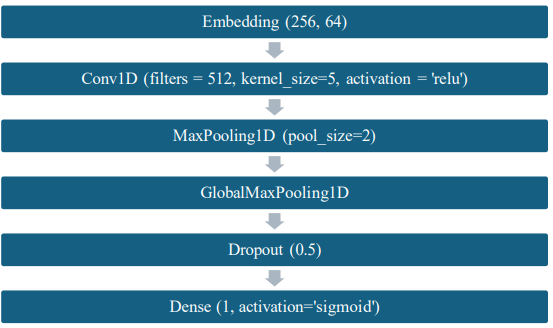 Embedding (256, 64)
Conv1D (filters = 512, kernel_size=5, activation = 'relu')
MaxPooling1D (pool_size=2)
GlobalMaxPooling1D
Dropout (0.5)
Dense (1, activation='sigmoid')